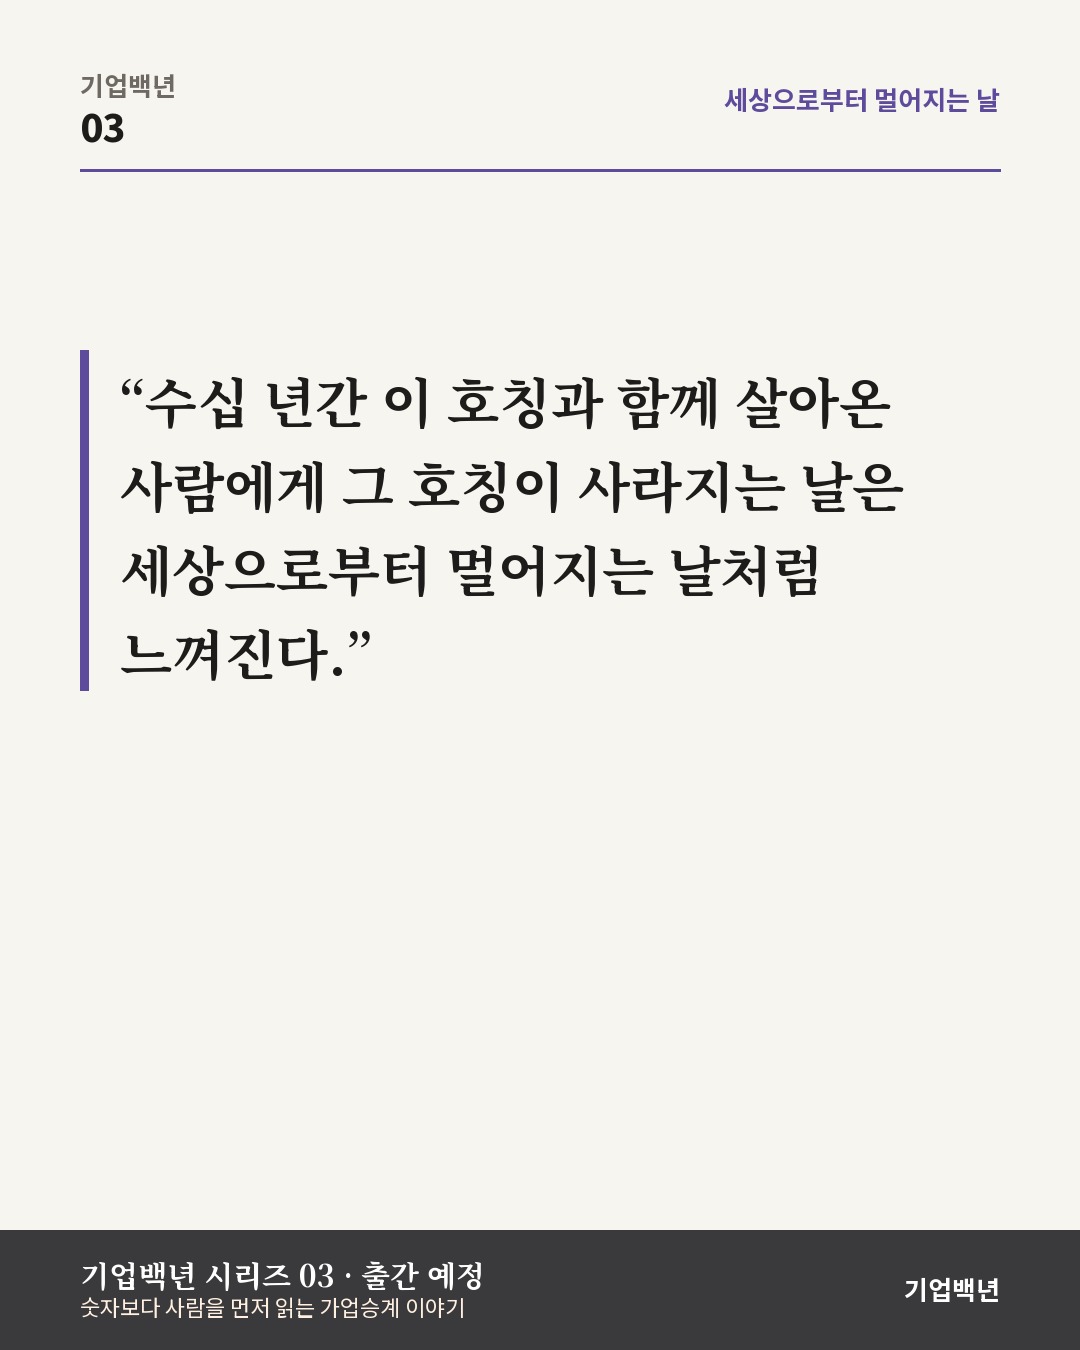 기업백년
03
세상으로부터 멀어지는 날
“수십 년간 이 호칭과 함께 살아온
사람에게 그 호칭이 사라지는 날은
세상으로부터 멀어지는 날처럼
느껴진다.”
기업백년 시리즈 03 · 출간 예정
숫자보다 사람을 먼저 읽는 가업승계 이야기
기업백년